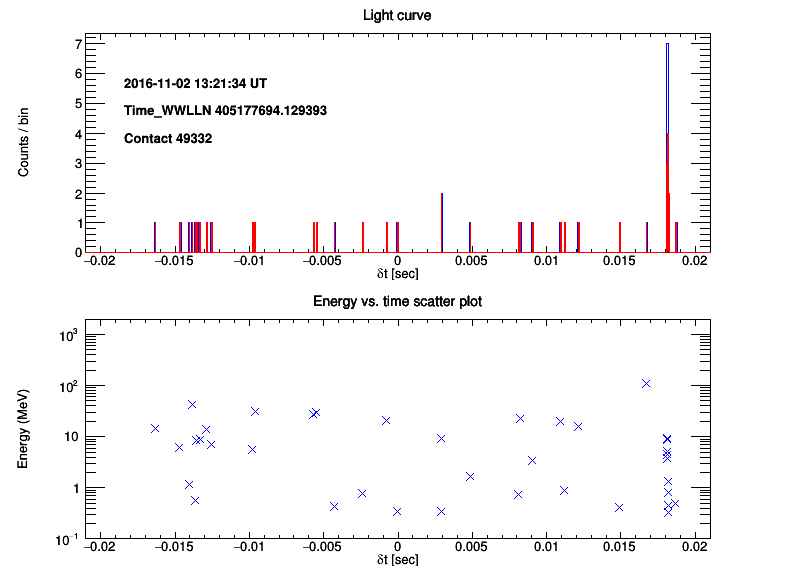 Light curve
Counts / bin
7
6
5
4
3
2
1
0
2016-11-02 13:21:34 UT
Time_WWLLN 405177694.129393
Contact 49332
−0.02 −0.015 −0.01 −0.005 0 0.005 0.01 0.015 0.02
δt [sec]
Energy vs. time scatter plot
Energy (MeV)
10³
10²
10
1
10⁻¹
−0.02 −0.015 −0.01 −0.005 0 0.005 0.01 0.015 0.02
δt [sec]